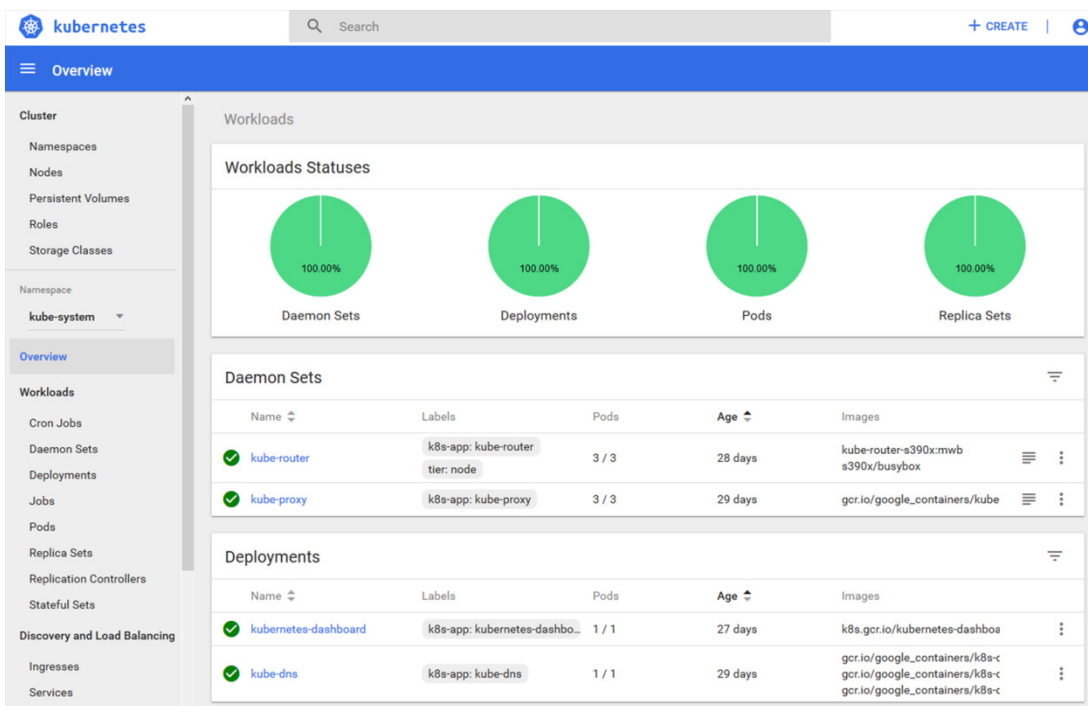 kubernetes
Search
+ CREATE |
Overview
Cluster
Namespaces
Nodes
Persistent Volumes
Roles
Storage Classes
Namespace
kube-system
Overview
Workloads
Cron Jobs
Daemon Sets
Deployments
Jobs
Pods
Replica Sets
Replication Controllers
Stateful Sets
Discovery and Load Balancing
Ingresses
Services
Workloads
Workloads Statuses
100.00% 100.00% 100.00% 100.00%
Daemon Sets Deployments Pods Replica Sets
Daemon Sets
Name Labels Pods Age Images
kube-router k8s-app: kube-router 3 / 3 28 days kube-router-s390x:mwb
tier: node s390x/busybox
kube-proxy k8s-app: kube-proxy 3 / 3 29 days gcr.io/google_containers/kube
Deployments
Name Labels Pods Age Images
kubernetes-dashboard k8s-app: kubernetes-dashbo... 1 / 1 27 days k8s.gcr.io/kubernetes-dashboa
kube-dns k8s-app: kube-dns 1 / 1 29 days gcr.io/google_containers/k8s-c
gcr.io/google_containers/k8s-c
gcr.io/google_containers/k8s-c